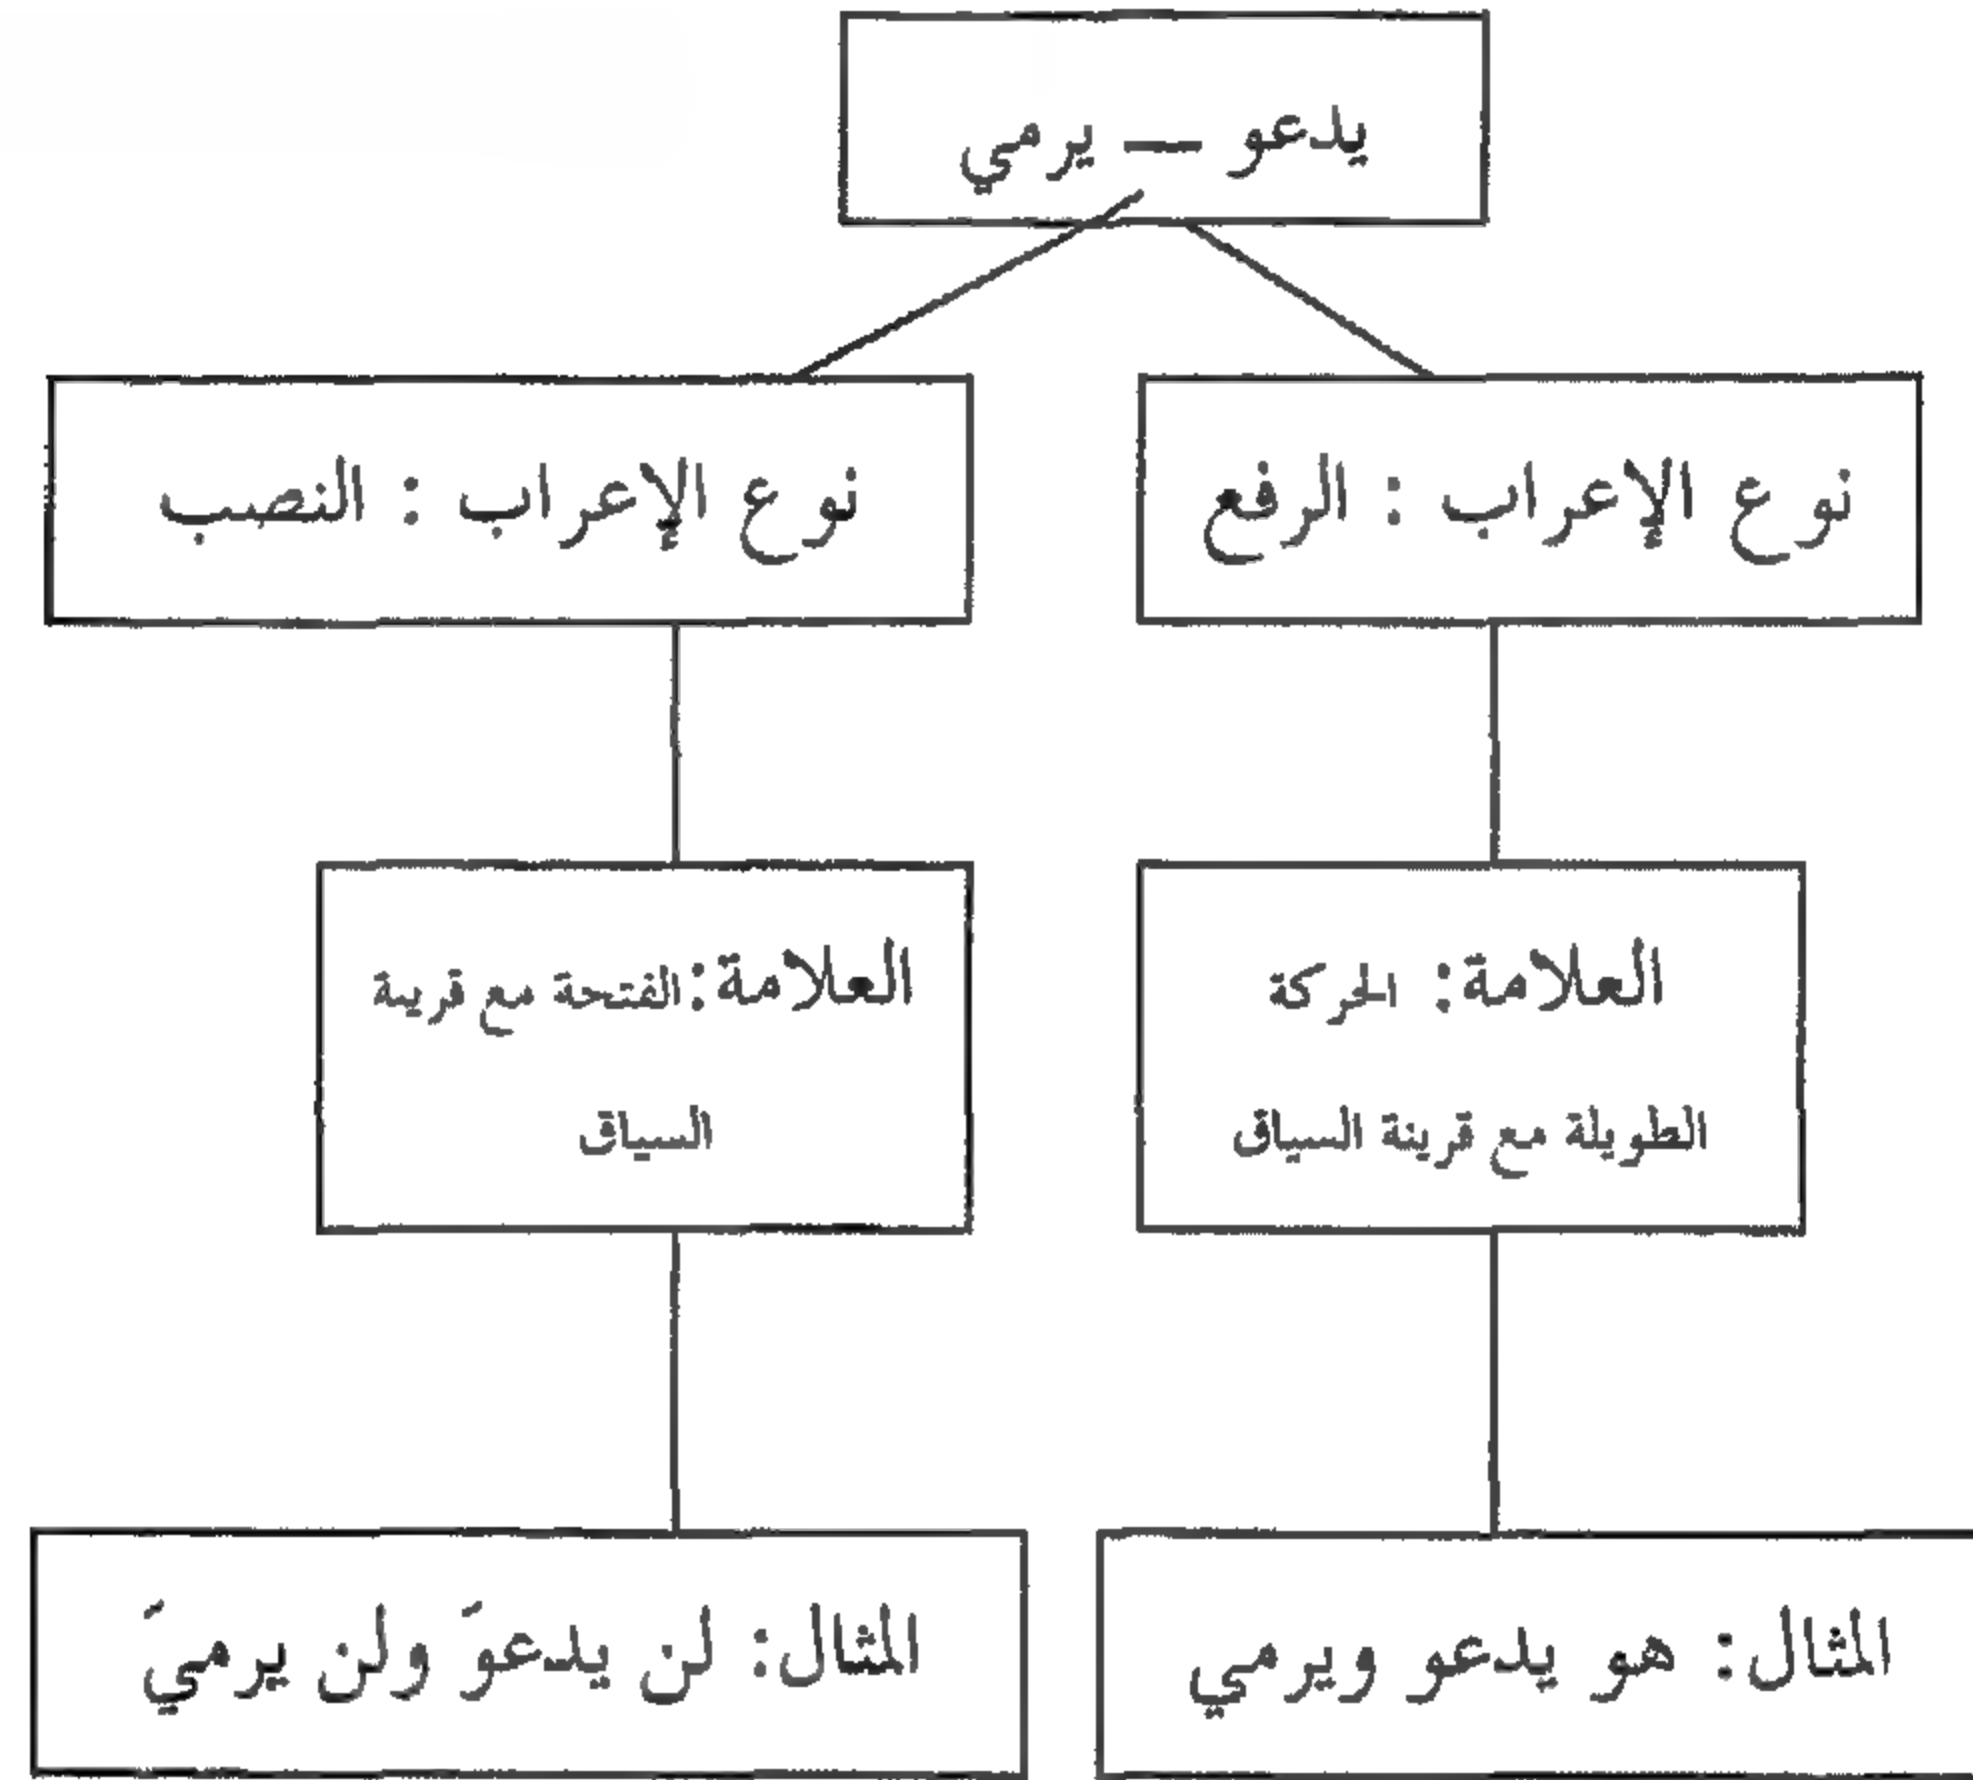 يدعو — يرمي
نوع الإعراب : الرفع
نوع الإعراب : النصب
العلامة: الحركة
الطويلة مع قرينة السياق
العلامة: الفتحة مع قرينة
السياق
المثال: هو يدعو ويرمي
المثال: لن يدعوَ ولن يرميَ